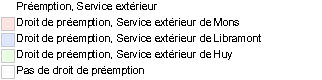 Préemption, Service extérieur
Droit de préemption, Service extérieur de Mons
Droit de préemption, Service extérieur de Libramont
Droit de préemption, Service extérieur de Huy
Pas de droit de préemption